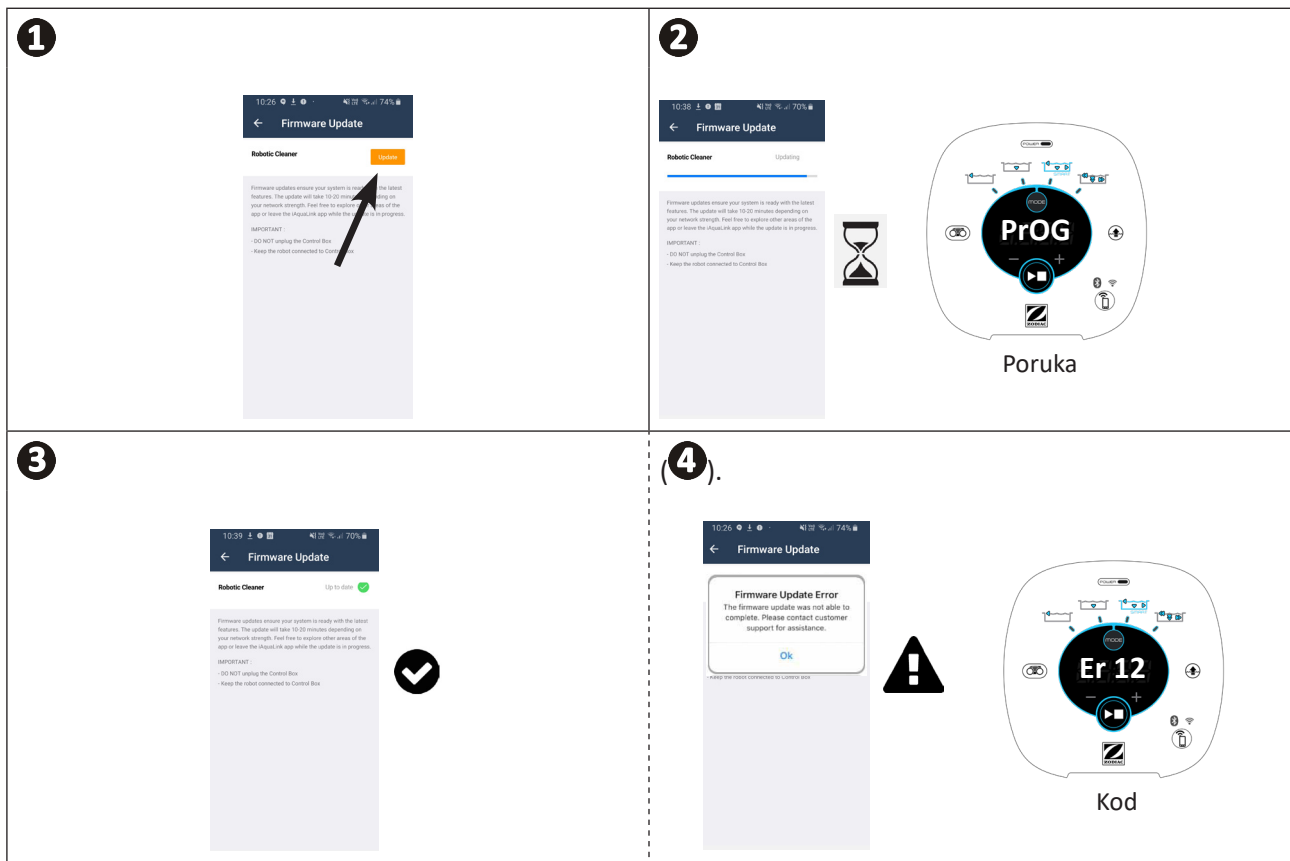 1
10:26 74%
Firmware Update
Robotic Cleaner Update
Firmware updates ensure your system is the latest
features. The update will take 10-20 on
your network strength. Feel free to explore areas of the
app or leave the iAquaLink app while the is in progress.
IMPORTANT :
- DO NOT unplug the Control Box
- Keep the robot connected to Box
2
10:38 70%
Firmware Update
Robotic Cleaner Updating
Firmware updates ensure your system is ready with the latest
features. The update will take 10-20 minutes depending on
your network strength. Feel free to explore other areas of the
app or leave the iAquaLink app while the update is in progress.
IMPORTANT :
- DO NOT unplug the Control Box
- Keep the robot connected to Control Box
POWER
MODE
PrOG
- +
ZODIAC
Poruka
3
10:39 70%
Firmware Update
Robotic Cleaner Up to date
Firmware updates ensure your system is ready with the latest
features. The update will take 10-20 minutes depending on
your network strength. Feel free to explore other areas of the
app or leave the iAquaLink app while the update is in progress.
IMPORTANT :
- DO NOT unplug the Control Box
- Keep the robot connected to Control Box
(4).
10:26 74%
Firmware Update
Firmware Update Error
The firmware update was not able to
complete. Please contact customer
support for assistance.
Ok
- Keep the robot connected to Control Box
POWER
MODE
Er 12
- +
ZODIAC
Kod